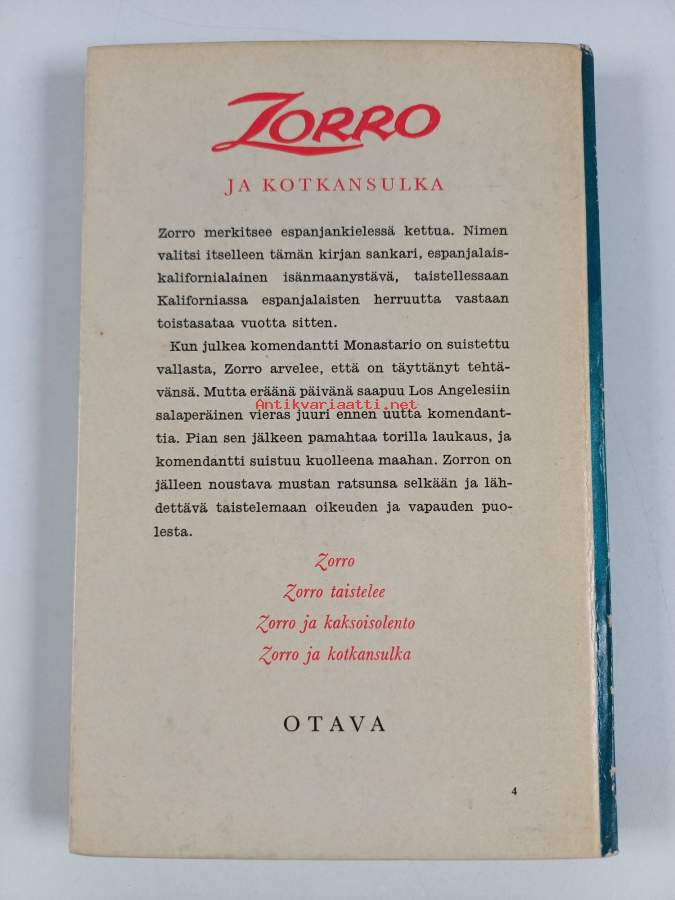 ZORRO
JA KOTKANSULKA
Zorro merkitsee espanjankielessä kettua. Nimen
valitsi itselleen tämän kirjan sankari, espanjalais-
kalifornialainen isänmaanystävä, taistellessaan
Kaliforniassa espanjalaisten herruutta vastaan
toistasataa vuotta sitten.
Kun julkea komendantti Monastario on suistettu
vallasta, Zorro arvelee, että on täyttänyt tehtä-
vänsä. Mutta eräänä päivänä saapuu Los Angelesiin
Antikvariaatti.net
salaperäinen vieras juuri ennen uutta komendant-
tia. Pian sen jälkeen pamahtaa torilla laukaus, ja
komendantti suistuu kuolleena maahan. Zorron on
jälleen noustava mustan ratsunsa selkään ja läh-
dettävä taistelemaan oikeuden ja vapauden puo-
lesta.
Zorro
Zorro taistelee
Zorro ja kaksoisolento
Zorro ja kotkansulka
OTAVA
4